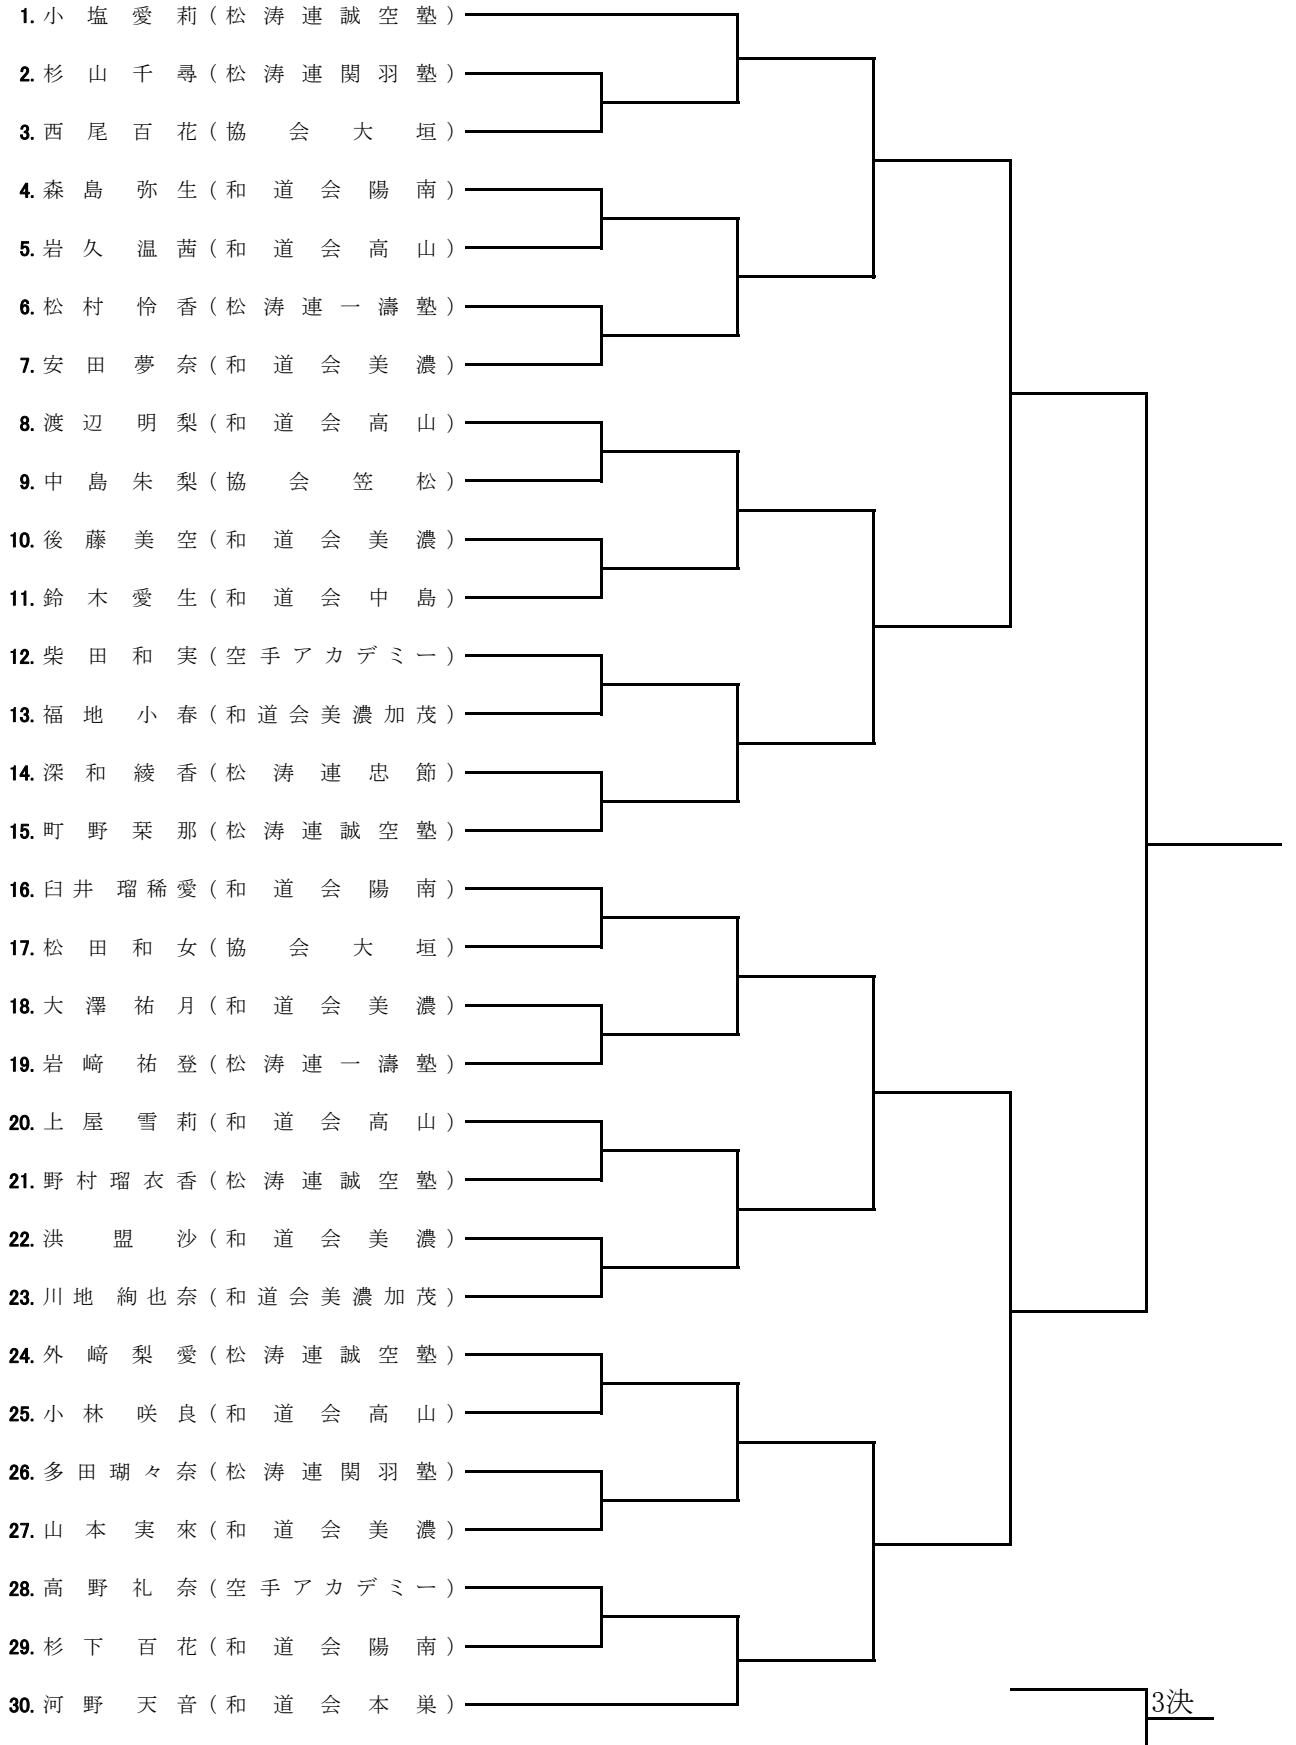 1. 小塩愛莉(松涛連誠空塾)
2. 杉山千尋(松涛連関羽塾)
3. 西尾百花(協会大垣)
4. 森島弥生(和道会陽南)
5. 岩久温茜(和道会高山)
6. 松村怜香(松涛連一濤塾)
7. 安田夢奈(和道会美濃)
8. 渡辺明梨(和道会高山)
9. 中島朱梨(協会笠松)
10. 後藤美空(和道会美濃)
11. 鈴木愛生(和道会中島)
12. 柴田和実(空手アカデミー)
13. 福地小春(和道会美濃加茂)
14. 深和綾香(松涛連忠節)
15. 町野栞那(松涛連誠空塾)
16. 臼井瑠稀愛(和道会陽南)
17. 松田和女(協会大垣)
18. 大澤祐月(和道会美濃)
19. 岩﨑祐登(松涛連一濤塾)
20. 上屋雪莉(和道会高山)
21. 野村瑠衣香(松涛連誠空塾)
22. 洪盟沙(和道会美濃)
23. 川地絢也奈(和道会美濃加茂)
24. 外﨑梨愛(松涛連誠空塾)
25. 小林咲良(和道会高山)
26. 多田瑚々奈(松涛連関羽塾)
27. 山本実來(和道会美濃)
28. 高野礼奈(空手アカデミー)
29. 杉下百花(和道会陽南)
30. 河野天音(和道会本巣)
3決